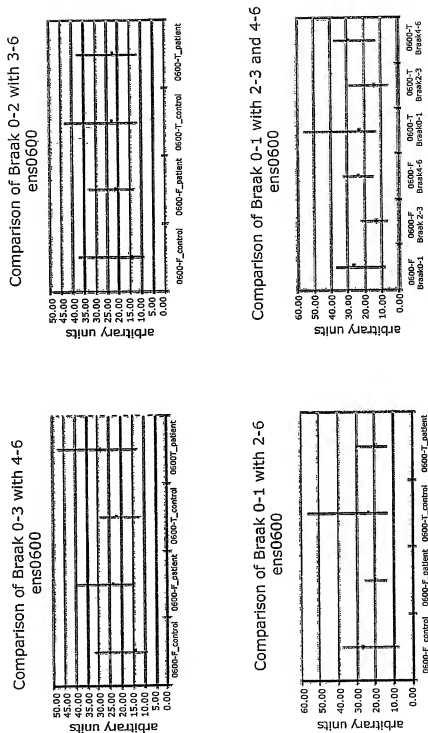 Comparison of Braak 0-3 with 4-6
ens0600
arbitrary units
50.00
45.00
40.00
35.00
30.00
25.00
20.00
15.00
10.00
5.00
0.00
0600-F_control 0600-F_patient 0600-T_control 0600T_patient
Comparison of Braak 0-2 with 3-6
ens0600
arbitrary units
50.00
45.00
40.00
35.00
30.00
25.00
20.00
15.00
10.00
5.00
0.00
0600-F_control 0600-F_patient 0600-T_control 0600-T_patient
Comparison of Braak 0-1 with 2-6
ens0600
arbitrary units
60.00
50.00
40.00
30.00
20.00
10.00
0.00
0600-F_control 0600-F_patient 0600-T_control 0600-T_patient
Comparison of Braak 0-1 with 2-3 and 4-6
ens0600
arbitrary units
60.00
50.00
40.00
30.00
20.00
10.00
0.00
0600-F 0600-F 0600-F 0600-T 0600-T 0600-T
Braak0-1 Braak 2-3 Braak4-6 Braak0-1 Braak2-3 Braak4-6